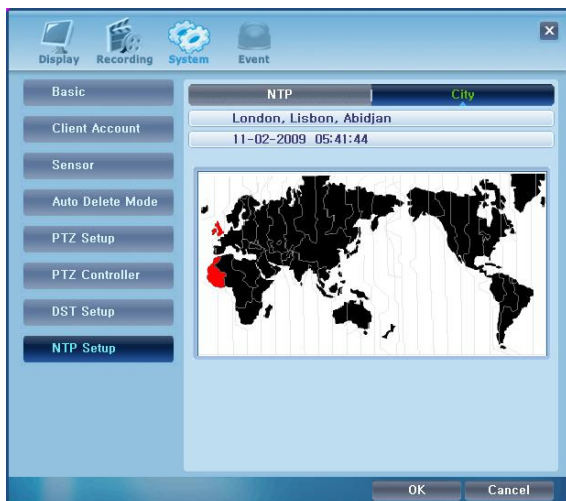 Display Recording System Event
Basic
Client Account
Sensor
Auto Delete Mode
PTZ Setup
PTZ Controller
DST Setup
NTP Setup
NTP City
London, Lisbon, Abidjan
11-02-2009 05:41:44
OK Cancel